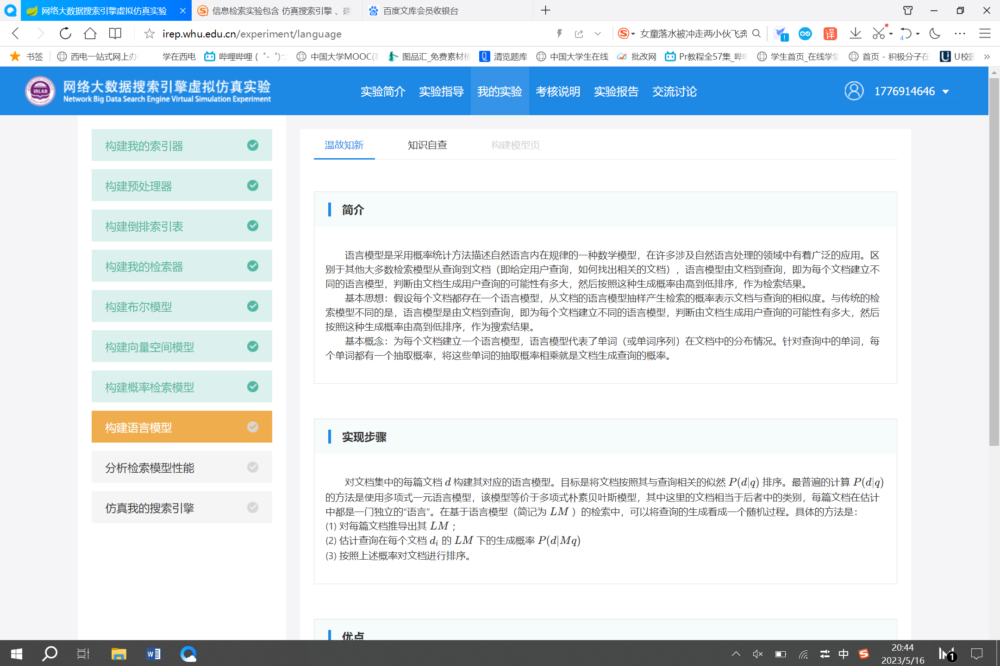 网络大数据搜索引擎虚拟仿真实验
信息检索实验包含 仿真搜索引擎 、建
百度文库会员收银台
irep.whu.edu.cn/experiment/language
女童落水被冲走两小伙飞奔
译
4
书签
西电一站式网上办
学在西电
哔哩哔哩 ( ゜- ゜)つ
中国大学MOOC(
图品汇_免费素材模
清览题库
中国大学生在线
批改网
Pr教程全57集_哔
学生首页_在线学堂
首页 - 积极分子在
U校园
IRLAB
网络大数据搜索引擎虚拟仿真实验
Network Big Data Search Engine Virtual Simulation Experiment
实验简介
实验指导
我的实验
考核说明
实验报告
交流讨论
1776914646
构建我的索引器
构建预处理器
构建倒排索引表
构建我的检索器
构建布尔模型
构建向量空间模型
构建概率检索模型
构建语言模型
分析检索模型性能
仿真我的搜索引擎
温故知新
知识自查
构建模型页
简介
语言模型是采用概率统计方法描述自然语言内在规律的一种数学模型，在许多涉及自然语言处理的领域中有着广泛的应用。区
别于其他大多数检索模型从查询到文档（即给定用户查询，如何找出相关的文档），语言模型由文档到查询，即为每个文档建立不
同的语言模型，判断由文档生成用户查询的可能性有多大，然后按照这种生成概率由高到低排序，作为检索结果。
基本思想：假设每个文档都存在一个语言模型，从文档的语言模型抽样产生检索的概率表示文档与查询的相似度。与传统的检
索模型不同的是，语言模型是由文档到查询，即为每个文档建立不同的语言模型，判断由文档生成用户查询的可能性有多大，然后
按照这种生成概率由高到低排序，作为搜索结果。
基本概念：为每个文档建立一个语言模型，语言模型代表了单词（或单词序列）在文档中的分布情况。针对查询中的单词，每
个单词都有一个抽取概率，将这些单词的抽取概率相乘就是文档生成查询的概率。
实现步骤
对文档集中的每篇文档 d 构建其对应的语言模型。目标是将文档按照其与查询相关的似然 P(d|q) 排序。最普遍的计算 P(d|q)
的方法是使用多项式一元语言模型，该模型等价于多项式朴素贝叶斯模型，其中这里的文档相当于后者中的类别，每篇文档在估计
中都是一门独立的“语言”。在基于语言模型（简记为 LM ）的检索中，可以将查询的生成看成一个随机过程。具体的方法是：
(1) 对每篇文档推导出其 LM ；
(2) 估计查询在每个文档 di 的 LM 下的生成概率 P(d|Mq)
(3) 按照上述概率对文档进行排序。
优点
中
20:44
2023/5/16
1